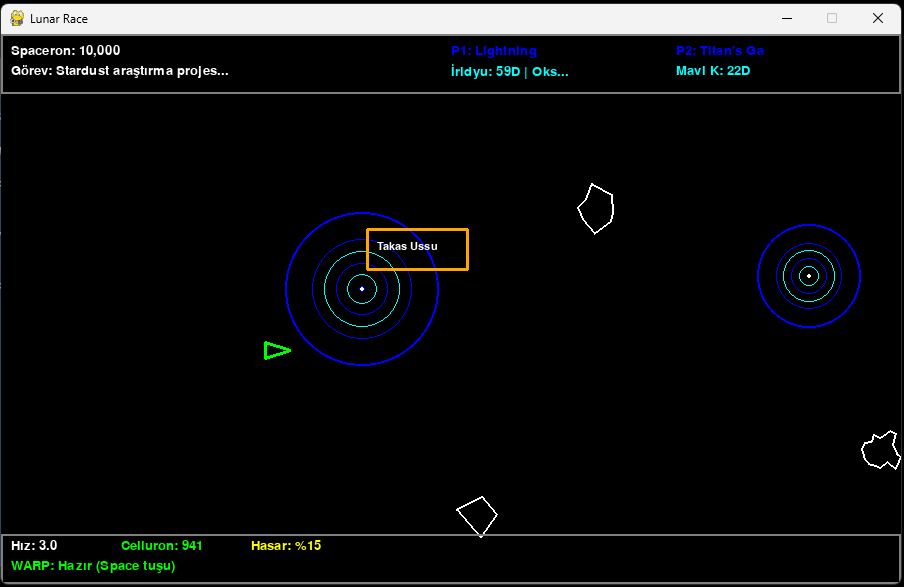 Lunar Race
Spaceron: 10,000
P1: Lightning
P2: Titan's Ga
Görev: Stardust araştırma projes...
İridyu: 59D | Oks...
Mavi K: 22D
Takas Ussu
Hız: 3.0
Celluron: 941
Hasar: %15
WARP: Hazır (Space tuşu)